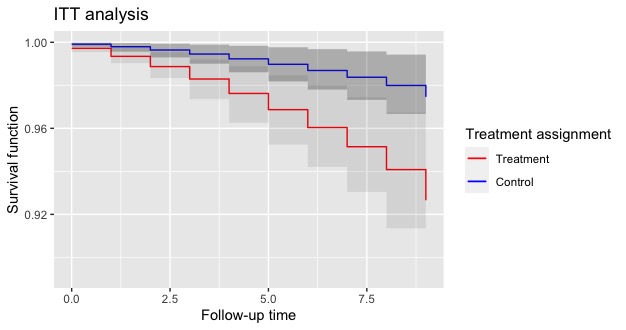 ITT analysis
1.00
0.96
0.92
Survival function
0.0
2.5
5.0
7.5
Follow-up time
Treatment assignment
Treatment
Control